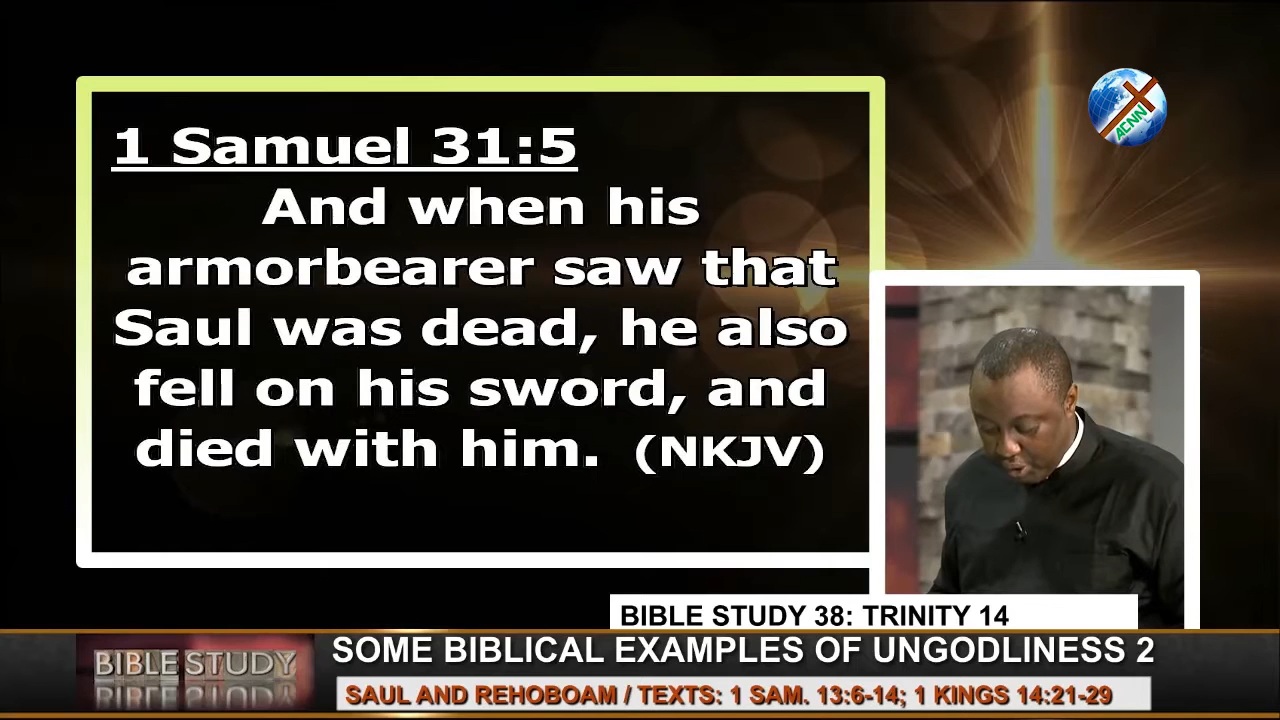 1 Samuel 31:5
And when his
armorbearer saw that
Saul was dead, he also
fell on his sword, and
died with him. (NKJV)
ACNN
BIBLE STUDY 38: TRINITY 14
BIBLE STUDY
SOME BIBLICAL EXAMPLES OF UNGODLINESS 2
SAUL AND REHOBOAM / TEXTS: 1 SAM. 13:6-14; 1 KINGS 14:21-29